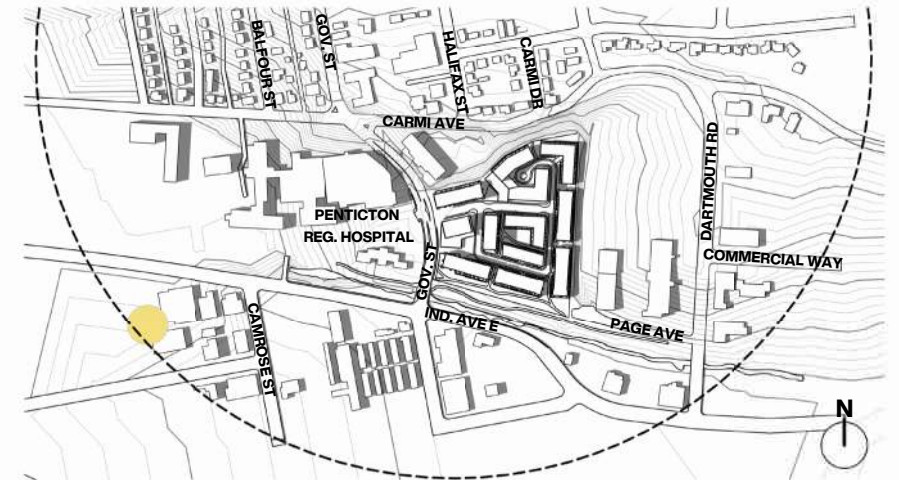 BALFOUR ST
GOV. ST
HALIFAX ST
CARMI DR
CARMI AVE
DARTMOUTH RD
PENTICTON
REG. HOSPITAL
GOV. ST
COMMERCIAL WAY
CAMROSE ST
IND. AVE E
PAGE AVE
N